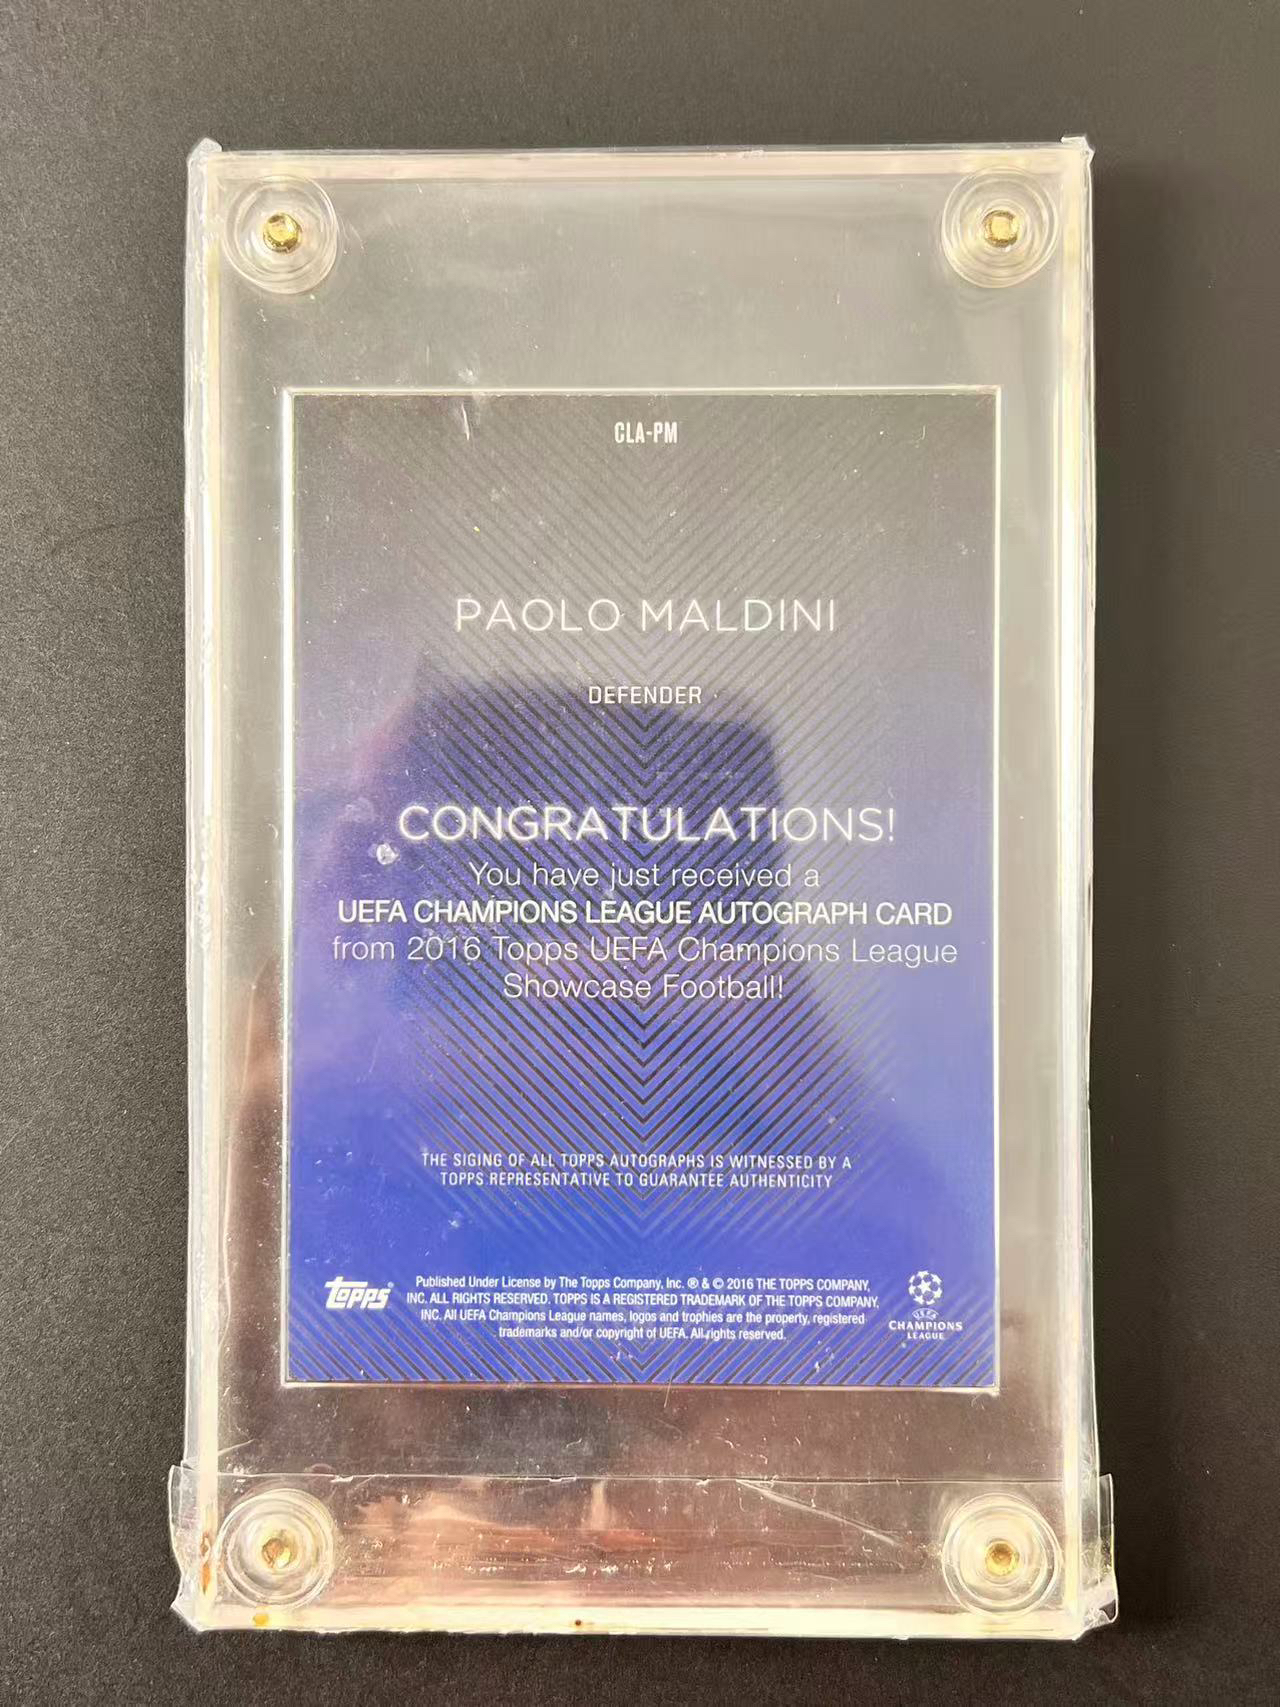 CLA-PM
PAOLO MALDINI
DEFENDER
CONGRATULATIONS!
You have just received a
UEFA CHAMPIONS LEAGUE AUTOGRAPH CARD
from 2016 Topps UEFA Champions League
Showcase Football!
THE SIGING OF ALL TOPPS AUTOGRAPHS IS WITNESSED BY A
TOPPS REPRESENTATIVE TO GUARANTEE AUTHENTICITY
topps®
Published Under License by The Topps Company, Inc. ® & © 2016 THE TOPPS COMPANY,
INC. ALL RIGHTS RESERVED. TOPPS IS A REGISTERED TRADEMARK OF THE TOPPS COMPANY,
INC. All UEFA Champions League names, logos and trophies are the property, registered
trademarks and/or copyright of UEFA. All rights reserved.
UEFA
CHAMPIONS
LEAGUE